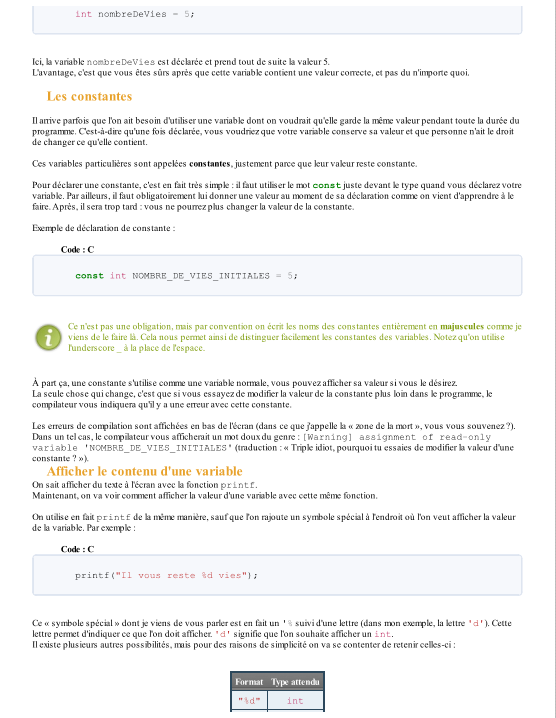 int nombreDeVies = 5;
Ici, la variable nombreDeVies est déclarée et prend tout de suite la valeur 5.
L'avantage, c'est que vous êtes sûrs après que cette variable contient une valeur correcte, et pas du n'importe quoi.
Les constantes
Il arrive parfois que l'on ait besoin d'utiliser une variable dont on voudrait qu'elle garde la même valeur pendant toute la durée du
programme. C'est-à-dire qu'une fois déclarée, vous voudriez que votre variable conserve sa valeur et que personne n'ait le droit
de changer ce qu'elle contient.
Ces variables particulières sont appelées constantes, justement parce que leur valeur reste constante.
Pour déclarer une constante, c'est en fait très simple : il faut utiliser le mot const juste devant le type quand vous déclarez votre
variable. Par ailleurs, il faut obligatoirement lui donner une valeur au moment de sa déclaration comme on vient d'apprendre à le
faire. Après, il sera trop tard : vous ne pourrez plus changer la valeur de la constante.
Exemple de déclaration de constante :
Code : C
const int NOMBRE_DE_VIES_INITIALES = 5;
Ce n'est pas une obligation, mais par convention on écrit les noms des constantes entièrement en majuscules comme je
viens de le faire là. Cela nous permet ainsi de distinguer facilement les constantes des variables. Notez qu'on utilise
l'underscore _ à la place de l'espace.
À part ça, une constante s'utilise comme une variable normale, vous pouvez afficher sa valeur si vous le désirez.
La seule chose qui change, c'est que si vous essayez de modifier la valeur de la constante plus loin dans le programme, le
compilateur vous indiquera qu'il y a une erreur avec cette constante.
Les erreurs de compilation sont affichées en bas de l'écran (dans ce que j'appelle la « zone de la mort », vous vous souvenez ?).
Dans un tel cas, le compilateur vous afficherait un mot doux du genre : [Warning] assignment of read-only
variable 'NOMBRE_DE_VIES_INITIALES' (traduction : « Triple idiot, pourquoi tu essaies de modifier la valeur d'une
constante ? »).
Afficher le contenu d'une variable
On sait afficher du texte à l'écran avec la fonction printf.
Maintenant, on va voir comment afficher la valeur d'une variable avec cette même fonction.
On utilise en fait printf de la même manière, sauf que l'on rajoute un symbole spécial à l'endroit où l'on veut afficher la valeur
de la variable. Par exemple :
Code : C
printf("Il vous reste %d vies");
Ce « symbole spécial » dont je viens de vous parler est en fait un '% suivi d'une lettre (dans mon exemple, la lettre 'd'). Cette
lettre permet d'indiquer ce que l'on doit afficher. 'd' signifie que l'on souhaite afficher un int.
Il existe plusieurs autres possibilités, mais pour des raisons de simplicité on va se contenter de retenir celles-ci :
Format Type attendu
"%d" int